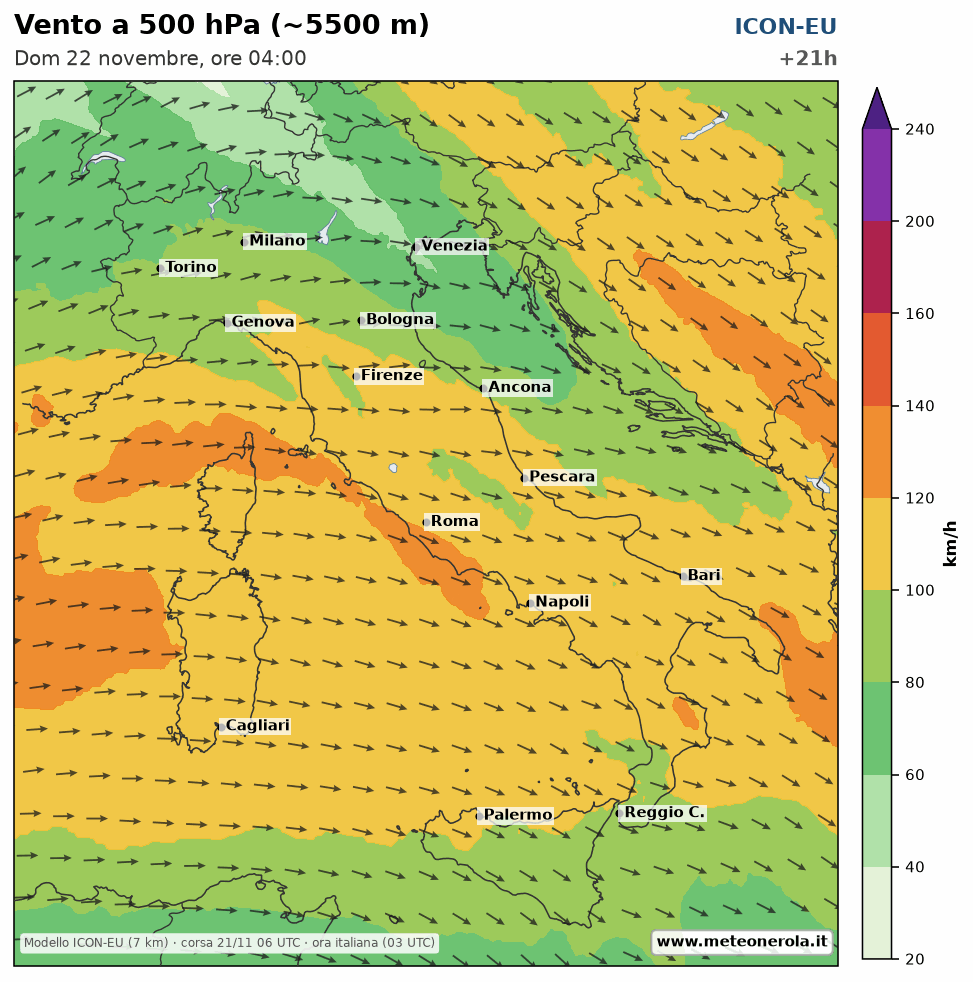 Vento a 500 hPa (~5500 m)
ICON-EU
Dom 22 novembre, ore 04:00
+21h
Milano
Venezia
Torino
Genova
Bologna
Firenze
Ancona
Pescara
Roma
Bari
Napoli
Cagliari
Palermo
Reggio C.
240
200
160
140
120
100
80
60
40
20
km/h
Modello ICON-EU (7 km) · corsa 21/11 06 UTC · ora italiana (03 UTC)
www.meteonerola.it